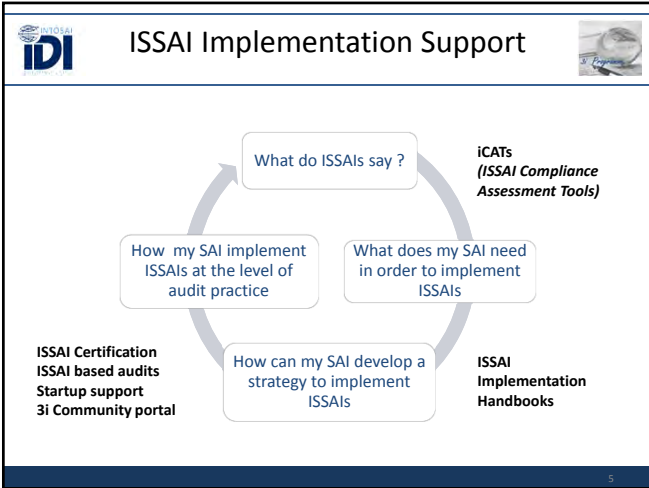 INTOSAI
IDI
ISSAI Implementation Support
3i Programme
What do ISSAIs say ?
iCATs
(ISSAI Compliance
Assessment Tools)
How my SAI implement
ISSAIs at the level of
audit practice
What does my SAI need
in order to implement
ISSAIs
ISSAI Certification
ISSAI based audits
Startup support
3i Community portal
How can my SAI develop a
strategy to implement
ISSAIs
ISSAI
Implementation
Handbooks
5